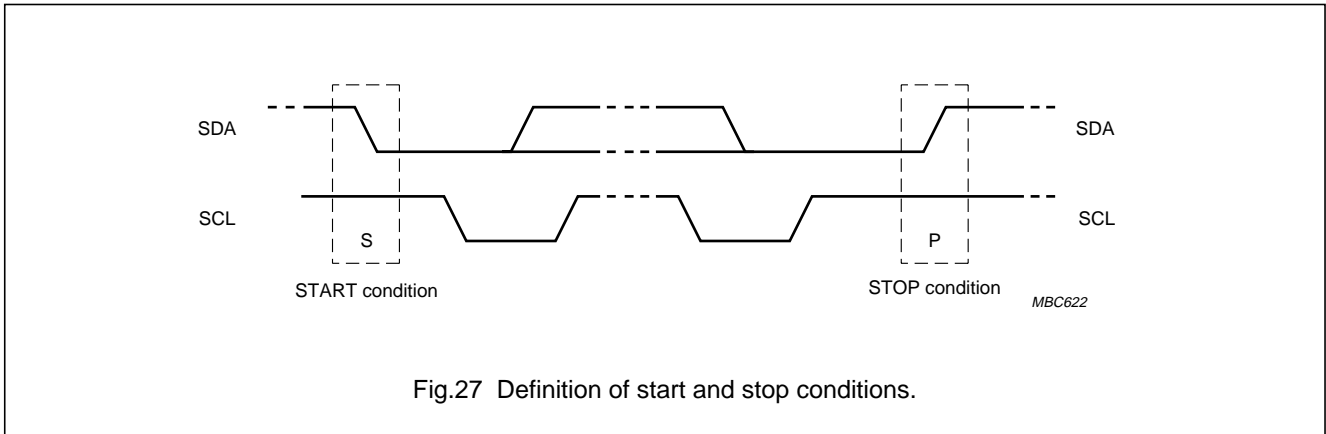 SDA
SDA
SCL
SCL
S
P
START condition
STOP condition
MBC622
Fig.27 Definition of start and stop conditions.